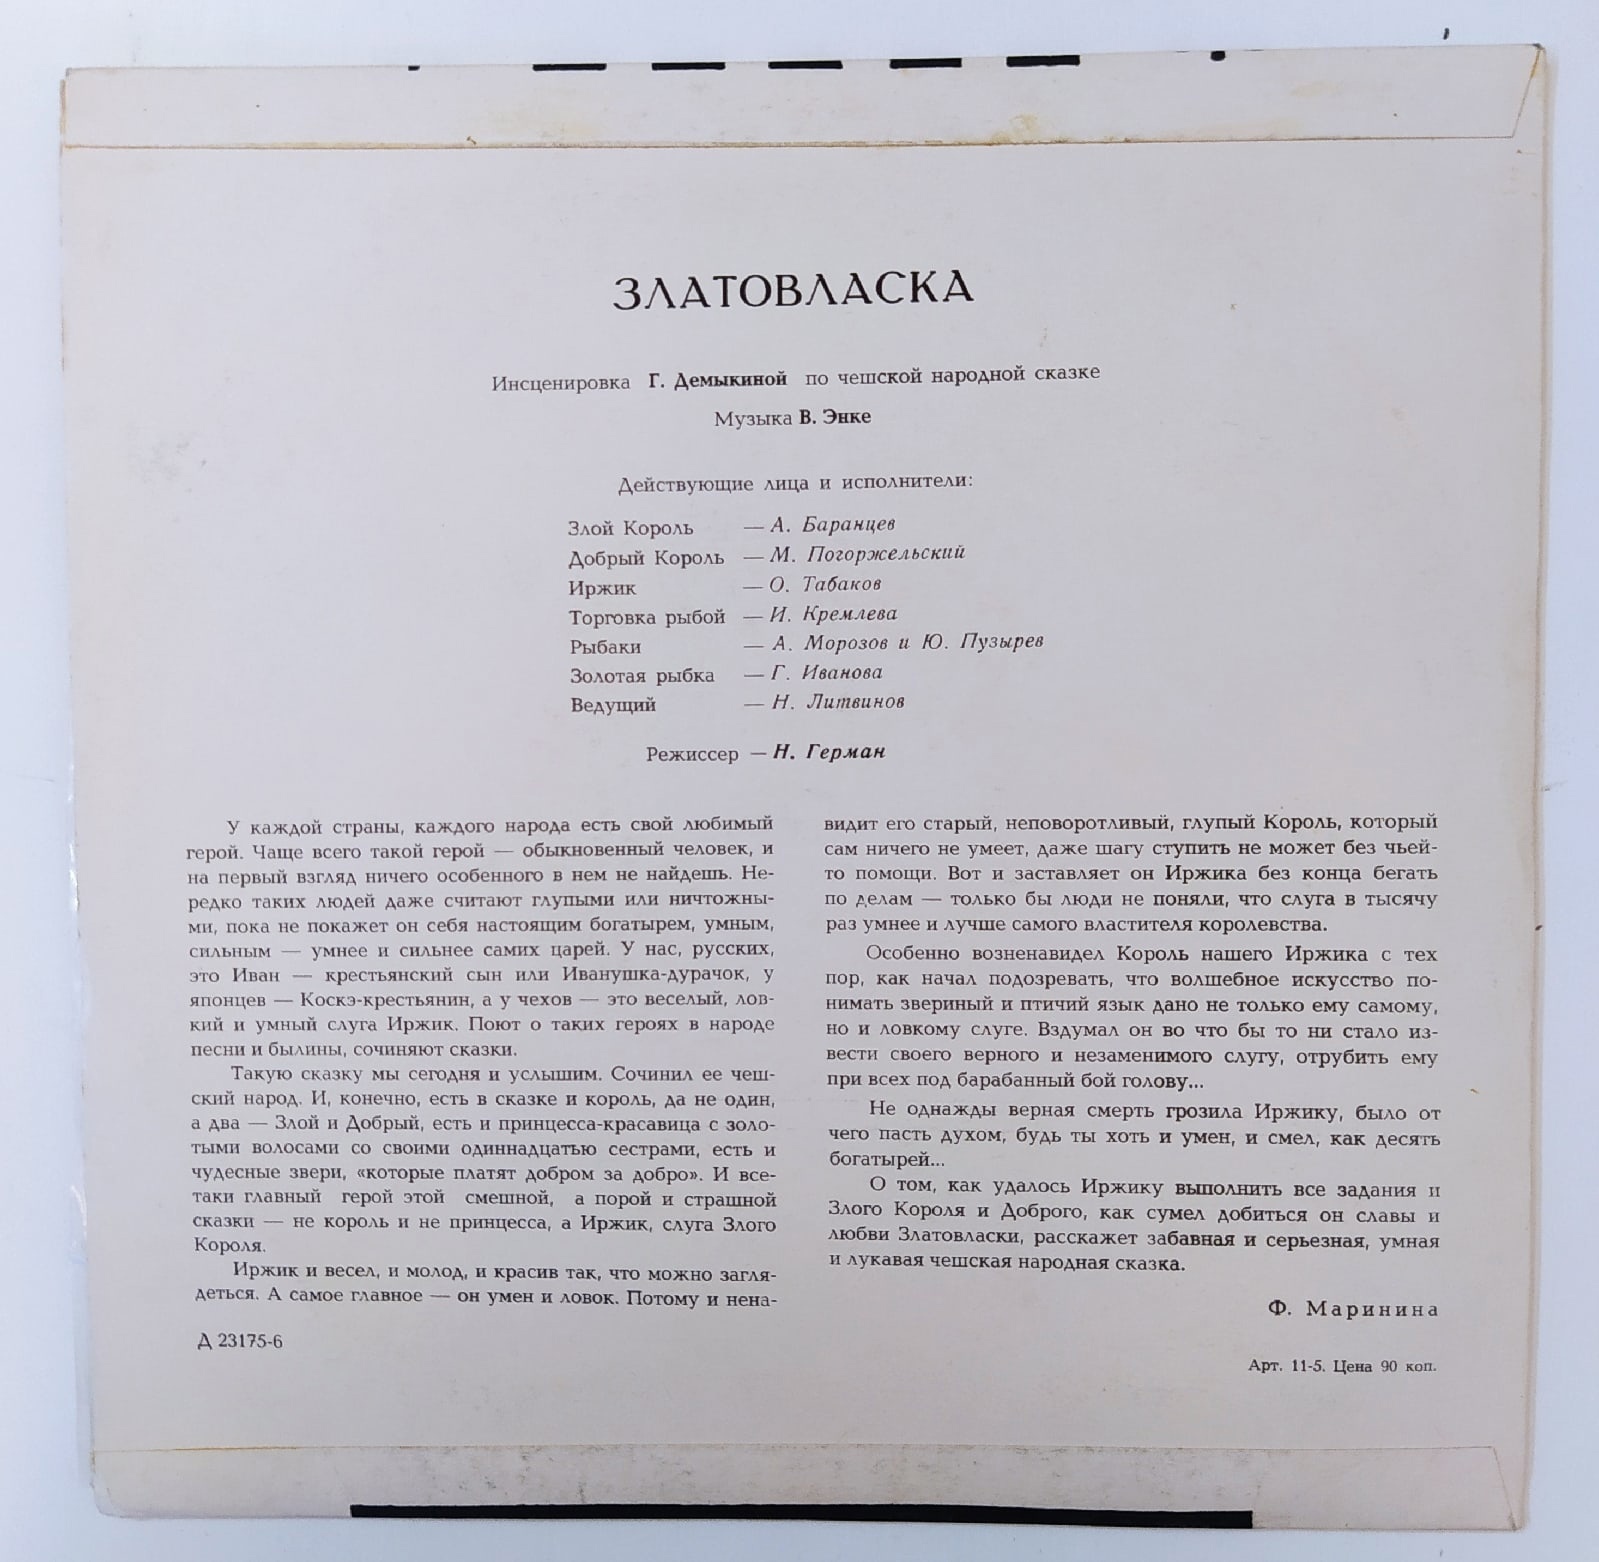 ЗЛАТОВЛАСКА
Инсценировка Г. Демыкиной по чешской народной сказке
Музыка В. Энке
Действующие лица и исполнители:
Злой Король — А. Баранцев
Добрый Король — М. Погоржельский
Иржик — О. Табаков
Торговка рыбой — И. Кремлева
Рыбаки — А. Морозов и Ю. Пузырев
Золотая рыбка — Г. Иванова
Ведущий — Н. Литвинов
Режиссер — Н. Герман
У каждой страны, каждого народа есть свой любимый
герой. Чаще всего такой герой — обыкновенный человек, и
на первый взгляд ничего особенного в нем не найдешь. Не-
редко таких людей даже считают глупыми или ничтожны-
ми, пока не покажет он себя настоящим богатырем, умным,
сильным — умнее и сильнее самих царей. У нас, русских,
это Иван — крестьянский сын или Иванушка-дурачок, у
японцев — Коскэ-крестьянин, а у чехов — это веселый, лов-
кий и умный слуга Иржик. Поют о таких героях в народе
песни и былины, сочиняют сказки.
Такую сказку мы сегодня и услышим. Сочинил ее чеш-
ский народ. И, конечно, есть в сказке и король, да не один,
а два — Злой и Добрый, есть и принцесса-красавица с золо-
тыми волосами со своими одиннадцатью сестрами, есть и
чудесные звери, «которые платят добром за добро». И все-
таки главный герой этой смешной, а порой и страшной
сказки — не король и не принцесса, а Иржик, слуга Злого
Короля.
Иржик и весел, и молод, и красив так, что можно загля-
деться. А самое главное — он умен и ловок. Потому и нена-
видит его старый, неповоротливый, глупый Король, который
сам ничего не умеет, даже шагу ступить не может без чьей-
то помощи. Вот и заставляет он Иржика без конца бегать
по делам — только бы люди не поняли, что слуга в тысячу
раз умнее и лучше самого властителя королевства.
Особенно возненавидел Король нашего Иржика с тех
пор, как начал подозревать, что волшебное искусство по-
нимать звериный и птичий язык дано не только ему самому,
но и ловкому слуге. Вздумал он во что бы то ни стало из-
вести своего верного и незаменимого слугу, отрубить ему
при всех под барабанный бой голову...
Не однажды верная смерть грозила Иржику, было от
чего пасть духом, будь ты хоть и умен, и смел, как десять
богатырей...
О том, как удалось Иржику выполнить все задания и
Злого Короля и Доброго, как сумел добиться он славы и
любви Златовласки, расскажет забавная и серьезная, умная
и лукавая чешская народная сказка.
Ф. Маринина
Д 23175-6
Арт. 11-5. Цена 90 коп.